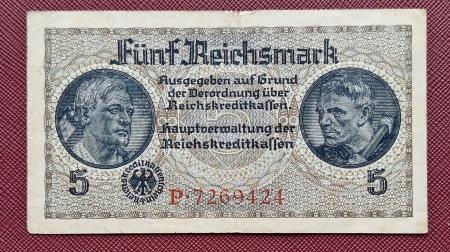 Fünf Reichsmark
Ausgegeben auf Grund
der Verordnung über
Reichskreditkassen.
Hauptverwaltung der
Reichskreditkassen
5
P·7269424
5